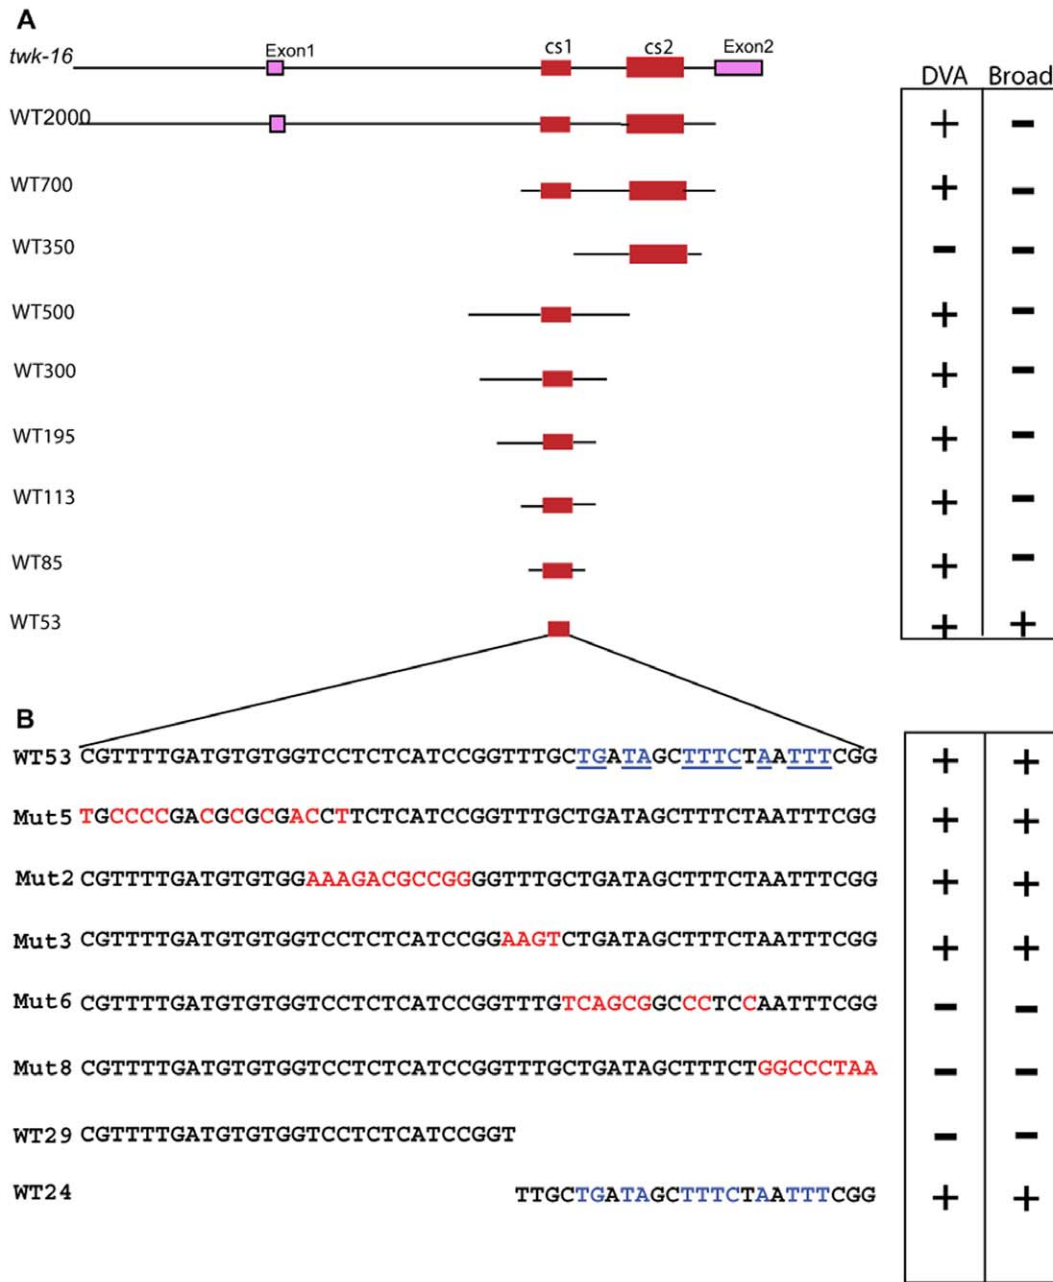 A
twk-16 Exon1 cs1 cs2 Exon2
DVA Broad
WT2000 + −
WT700 + −
WT350 − −
WT500 + −
WT300 + −
WT195 + −
WT113 + −
WT85 + −
WT53 + +
B
WT53 CGTTTTGATGTGTGGTCCTCTCATCCGGTTTGCTGATAGCTTTCTAATTTCGG + +
Mut5 TGCCCCGACGCGCGACCTTCTCATCCGGTTTGCTGATAGCTTTCTAATTTCGG + +
Mut2 CGTTTTGATGTGTGGAAAGACGCCGGGGTTTGCTGATAGCTTTCTAATTTCGG + +
Mut3 CGTTTTGATGTGTGGTCCTCTCATCCGGAAGTCTGATAGCTTTCTAATTTCGG + +
Mut6 CGTTTTGATGTGTGGTCCTCTCATCCGGTTTGTCAGCGGCCCTCCAATTTCGG − −
Mut8 CGTTTTGATGTGTGGTCCTCTCATCCGGTTTGCTGATAGCTTTCTGGCCCTAA − −
WT29 CGTTTTGATGTGTGGTCCTCTCATCCGGT − −
WT24 TTGCTGATAGCTTTCTAATTTCGG + +